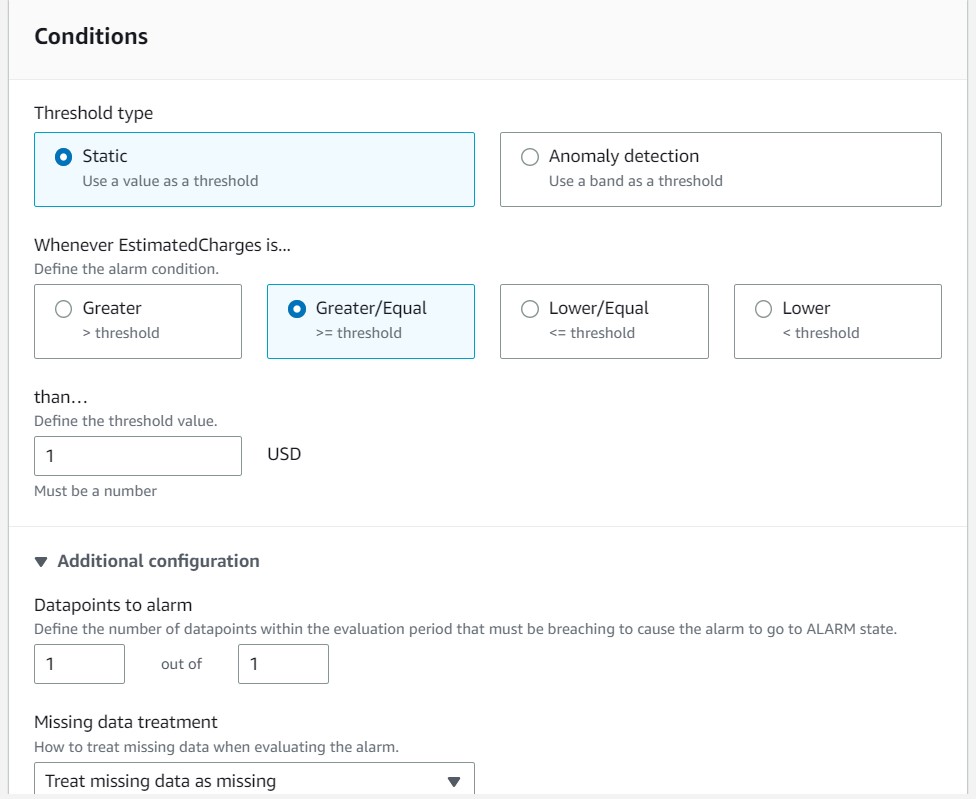 Conditions
Threshold type
Static
Use a value as a threshold
Anomaly detection
Use a band as a threshold
Whenever EstimatedCharges is...
Define the alarm condition.
Greater
> threshold
Greater/Equal
>= threshold
Lower/Equal
<= threshold
Lower
< threshold
than...
Define the threshold value.
1
USD
Must be a number
Additional configuration
Datapoints to alarm
Define the number of datapoints within the evaluation period that must be breaching to cause the alarm to go to ALARM state.
1
out of
1
Missing data treatment
How to treat missing data when evaluating the alarm.
Treat missing data as missing